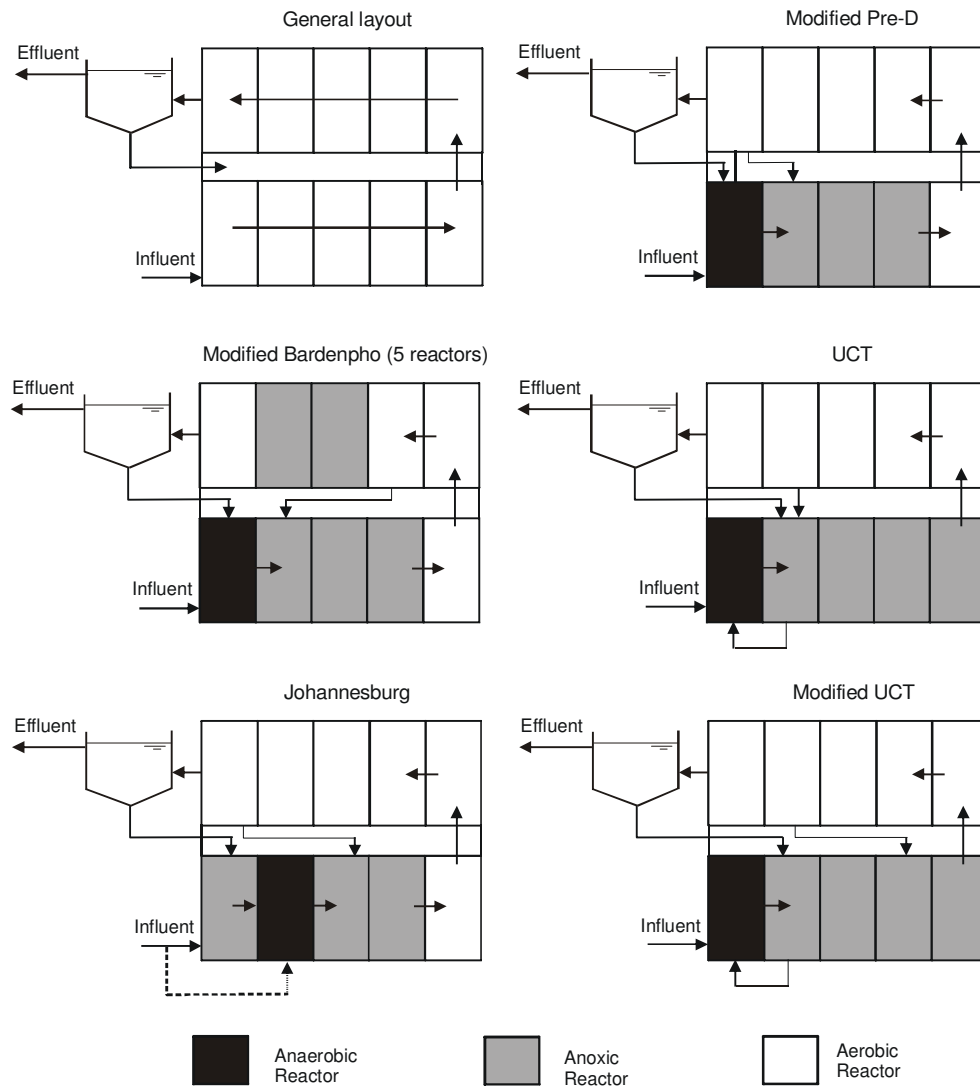 General layout
Effluent
Influent
Modified Pre-D
Effluent
Influent
Modified Bardenpho (5 reactors)
Effluent
Influent
UCT
Effluent
Influent
Johannesburg
Effluent
Influent
Modified UCT
Effluent
Influent
Anaerobic
Reactor
Anoxic
Reactor
Aerobic
Reactor